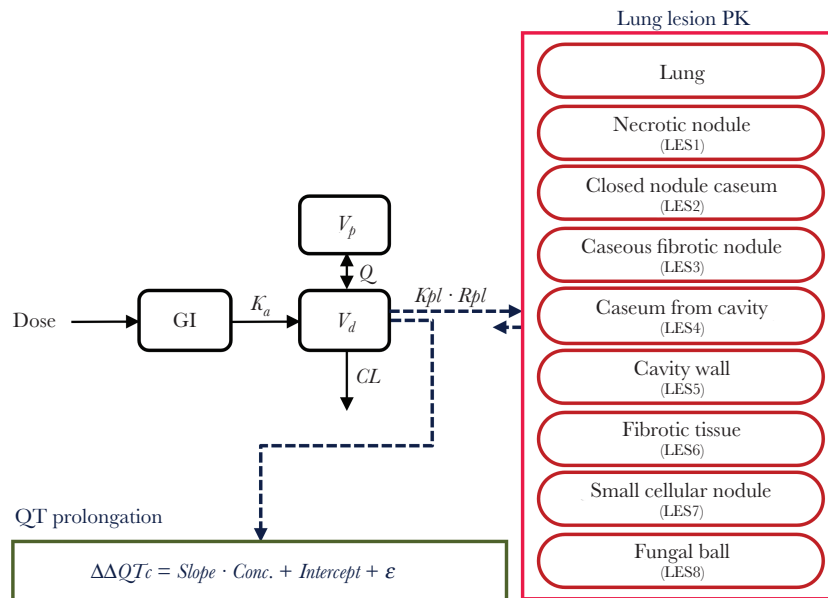 Lung lesion PK
Lung
Necrotic nodule
(LES1)
Closed nodule caseum
(LES2)
Caseous fibrotic nodule
(LES3)
Caseum from cavity
(LES4)
Cavity wall
(LES5)
Fibrotic tissue
(LES6)
Small cellular nodule
(LES7)
Fungal ball
(LES8)
V_p
Q
Kpl · Rpl
Dose
GI
K_a
V_d
CL
QT prolongation
ΔΔQTc = Slope · Conc. + Intercept + ε